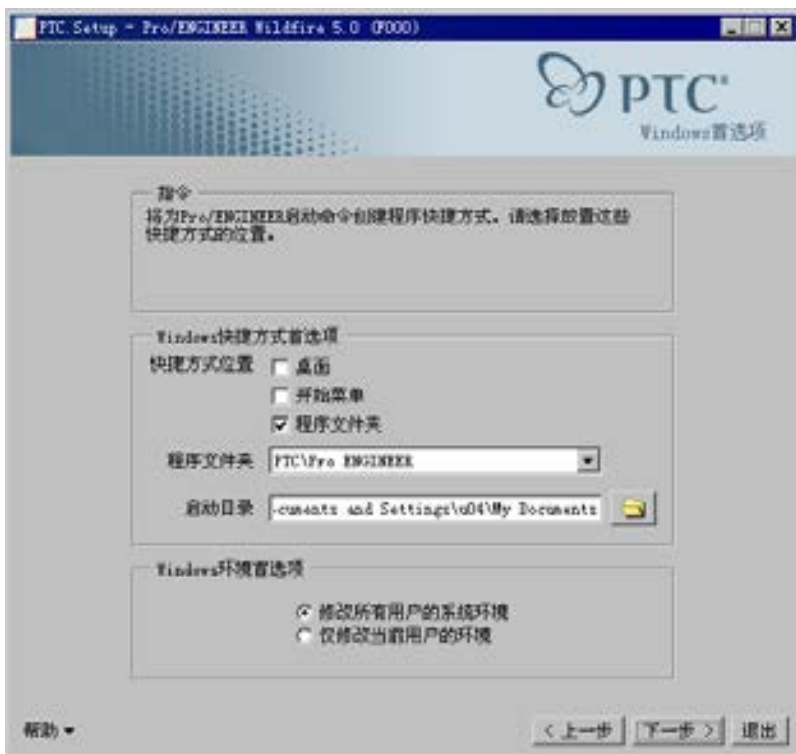 PTC.Setup - Pro/ENGINEER Wildfire 5.0 (F000)
PTC®
Windows首选项
指令
将为Pro/ENGINEER启动命令创建程序快捷方式。请选择放置这些
快捷方式的位置。
Windows快捷方式首选项
快捷方式位置 桌面
开始菜单
程序文件夹
程序文件夹 PTC\Pro ENGINEER
启动目录 cuments and Settings\u04\My Documents
Windows环境首选项
修改所有用户的系统环境
仅修改当前用户的环境
帮助 < 上一步 下一步 > 退出